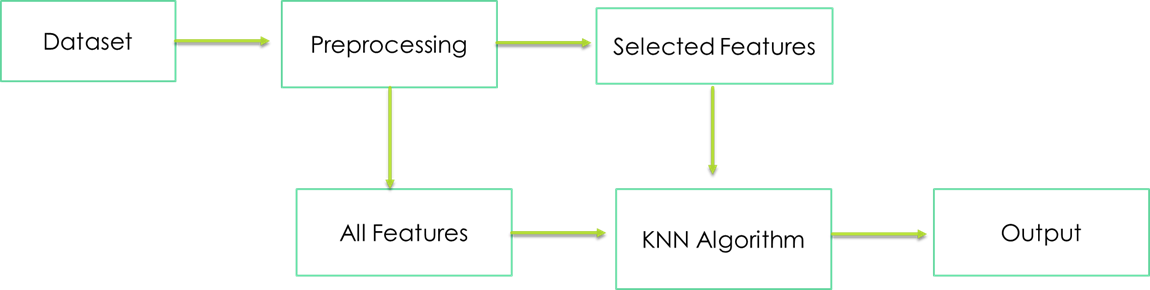 Dataset
Preprocessing
Selected Features
All Features
KNN Algorithm
Output